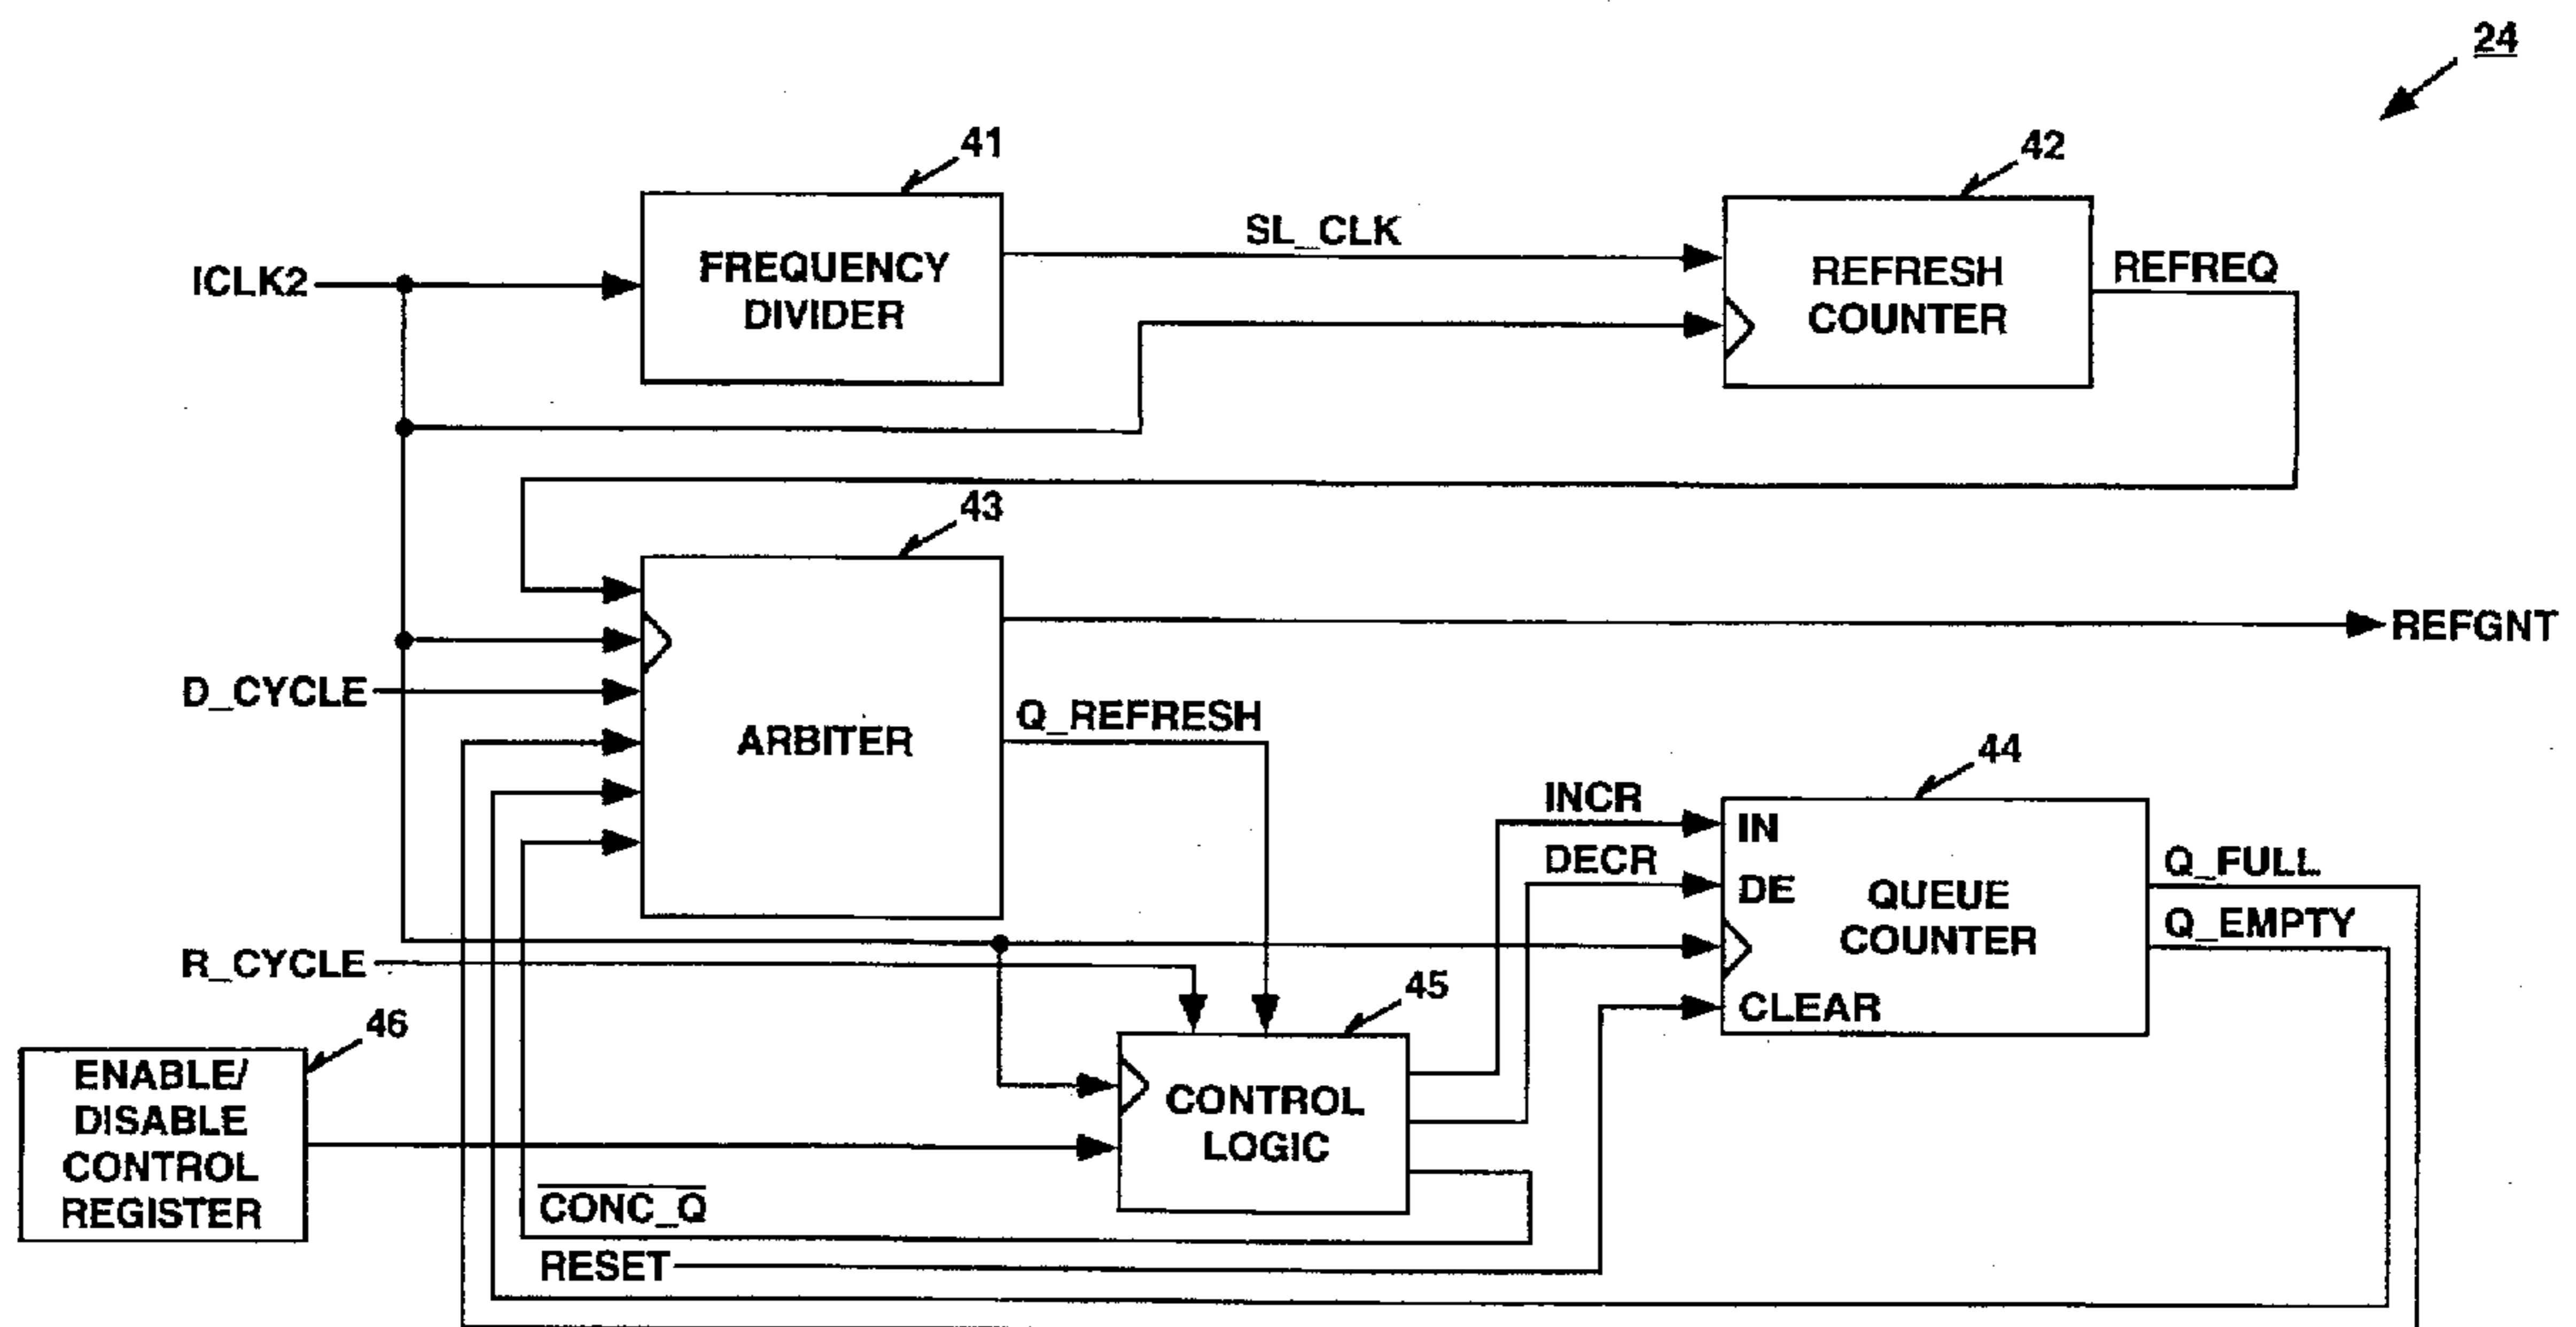 24
41
42
SL_CLK
ICLK2
FREQUENCY
DIVIDER
REFRESH
COUNTER
REFREQ
43
REFGNT
D_CYCLE
ARBITER
Q_REFRESH
44
INCR
IN
DECR
DE
QUEUE
COUNTER
Q_FULL
Q_EMPTY
R_CYCLE
45
CLEAR
46
ENABLE/
DISABLE
CONTROL
REGISTER
CONTROL
LOGIC
CONC_Q
RESET